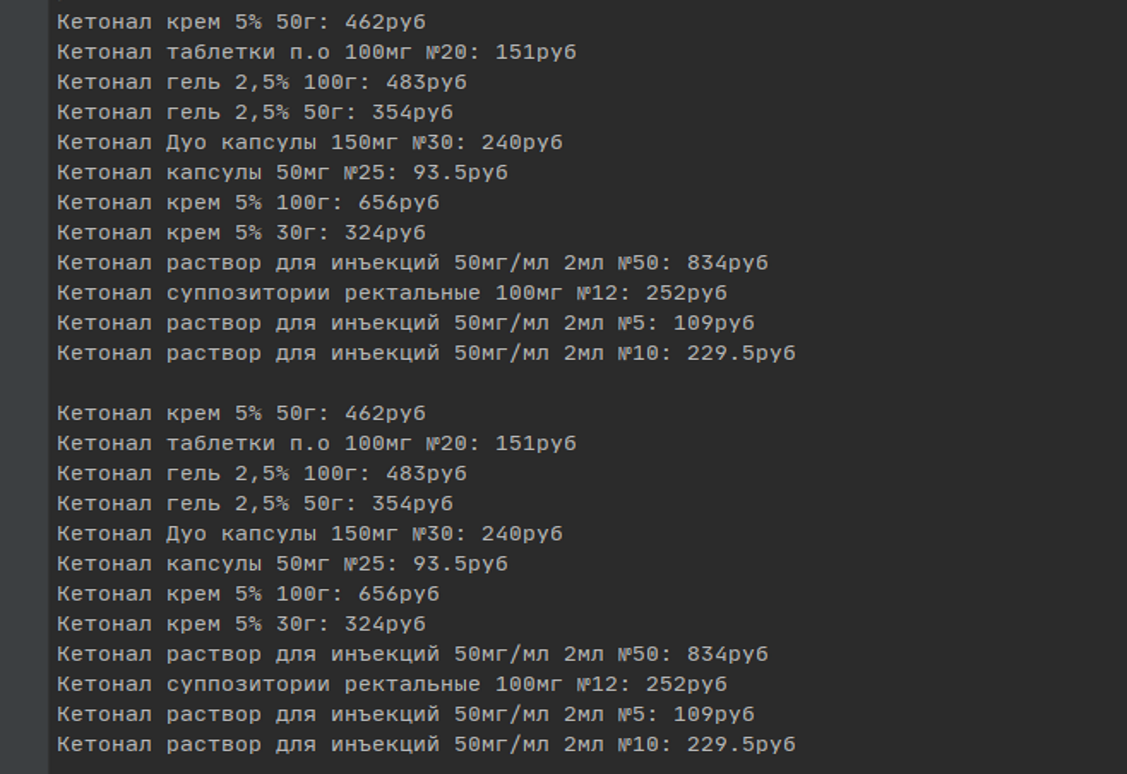 Кетонал крем 5% 50г: 462руб
Кетонал таблетки п.о 100мг №20: 151руб
Кетонал гель 2,5% 100г: 483руб
Кетонал гель 2,5% 50г: 354руб
Кетонал Дуо капсулы 150мг №30: 240руб
Кетонал капсулы 50мг №25: 93.5руб
Кетонал крем 5% 100г: 656руб
Кетонал крем 5% 30г: 324руб
Кетонал раствор для инъекций 50мг/мл 2мл №50: 834руб
Кетонал суппозитории ректальные 100мг №12: 252руб
Кетонал раствор для инъекций 50мг/мл 2мл №5: 109руб
Кетонал раствор для инъекций 50мг/мл 2мл №10: 229.5руб
Кетонал крем 5% 50г: 462руб
Кетонал таблетки п.о 100мг №20: 151руб
Кетонал гель 2,5% 100г: 483руб
Кетонал гель 2,5% 50г: 354руб
Кетонал Дуо капсулы 150мг №30: 240руб
Кетонал капсулы 50мг №25: 93.5руб
Кетонал крем 5% 100г: 656руб
Кетонал крем 5% 30г: 324руб
Кетонал раствор для инъекций 50мг/мл 2мл №50: 834руб
Кетонал суппозитории ректальные 100мг №12: 252руб
Кетонал раствор для инъекций 50мг/мл 2мл №5: 109руб
Кетонал раствор для инъекций 50мг/мл 2мл №10: 229.5руб